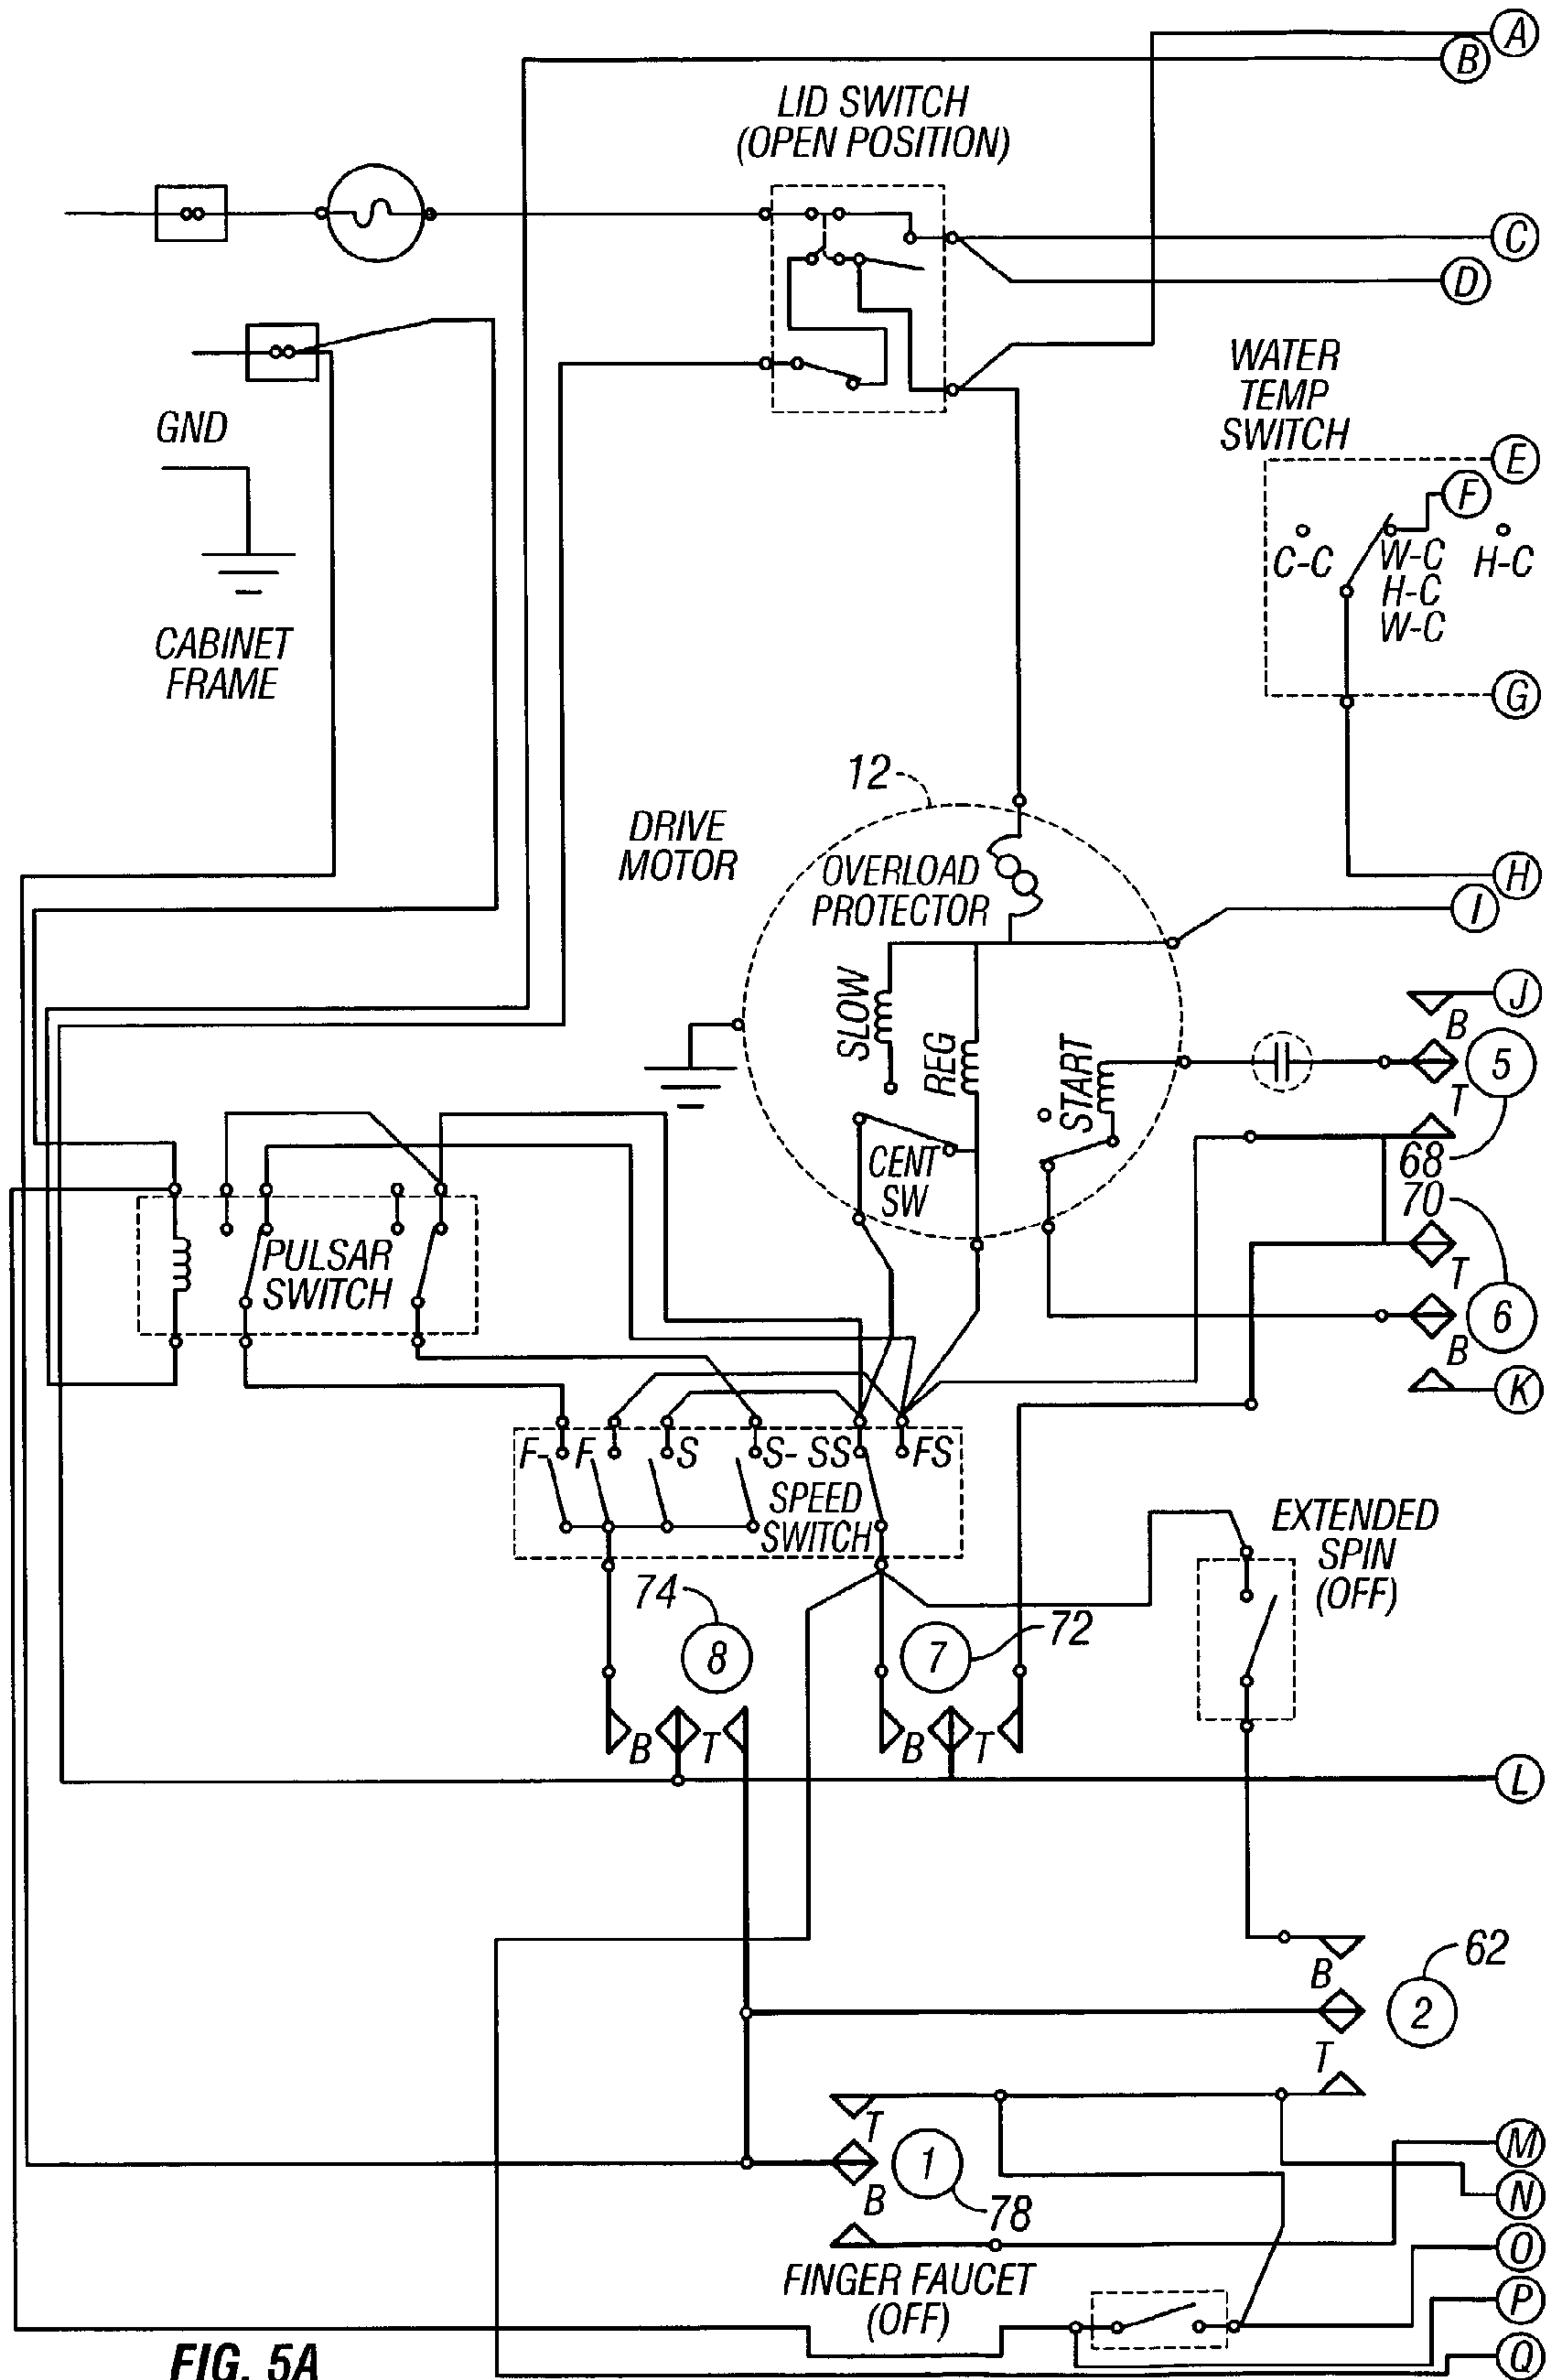 A
B
LID SWITCH
(OPEN POSITION)
C
D
WATER
TEMP
SWITCH
GND
E
F
C-C
W-C
H-C
H-C
W-C
CABINET
FRAME
G
12
DRIVE
MOTOR
OVERLOAD
PROTECTOR
H
I
SLOW
REG
START
J
B
5
T
68
CENT
SW
70
PULSAR
SWITCH
T
6
B
K
F-
F
S
S-
SS
FS
SPEED
SWITCH
EXTENDED
SPIN
(OFF)
74
8
7
72
B
T
B
T
L
62
B
2
T
T
1
B
78
M
N
O
FINGER FAUCET
(OFF)
P
Q
FIG. 5A